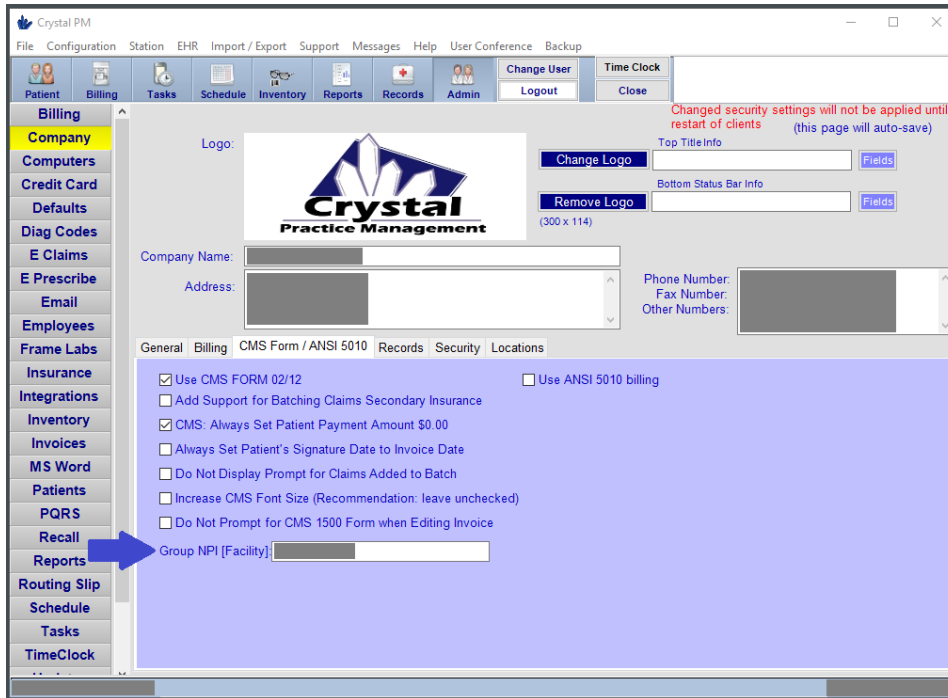 Crystal PM
File Configuration Station EHR Import / Export Support Messages Help User Conference Backup
Patient Billing Tasks Schedule Inventory Reports Records Admin Change User Logout Time Clock Close
Billing
Company
Computers
Credit Card
Defaults
Diag Codes
E Claims
E Prescribe
Email
Employees
Frame Labs
Insurance
Integrations
Inventory
Invoices
MS Word
Patients
PQRS
Recall
Reports
Routing Slip
Schedule
Tasks
TimeClock
Changed security settings will not be applied until
restart of clients (this page will auto-save)
Logo:
Crystal
Practice Management
Top Title Info
Change Logo Fields
Bottom Status Bar Info
Remove Logo Fields
(300 x 114)
Company Name:
Address:
Phone Number:
Fax Number:
Other Numbers:
General Billing CMS Form / ANSI 5010 Records Security Locations
Use CMS FORM 02/12 Use ANSI 5010 billing
Add Support for Batching Claims Secondary Insurance
CMS: Always Set Patient Payment Amount $0.00
Always Set Patient's Signature Date to Invoice Date
Do Not Display Prompt for Claims Added to Batch
Increase CMS Font Size (Recommendation: leave unchecked)
Do Not Prompt for CMS 1500 Form when Editing Invoice
Group NPI [Facility]: